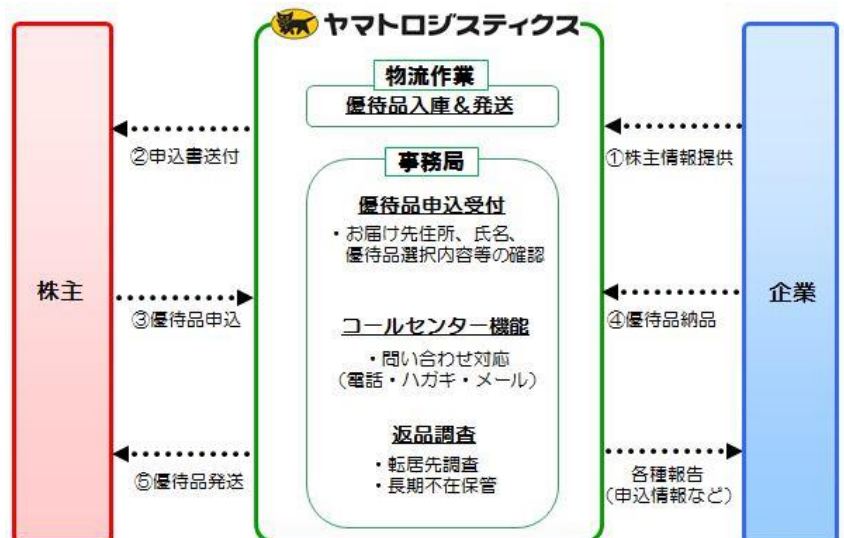 ヤマトロジスティクス
物流作業
優待品入庫＆発送
②申込書送付
①株主情報提供
事務局
優待品申込受付
・お届け先住所、氏名、
優待品選択内容等の確認
株主
企業
③優待品申込
④優待品納品
コールセンター機能
・問い合わせ対応
（電話・ハガキ・メール）
返品調査
・転居先調査
・長期不在保管
⑤優待品発送
各種報告
（申込情報など）